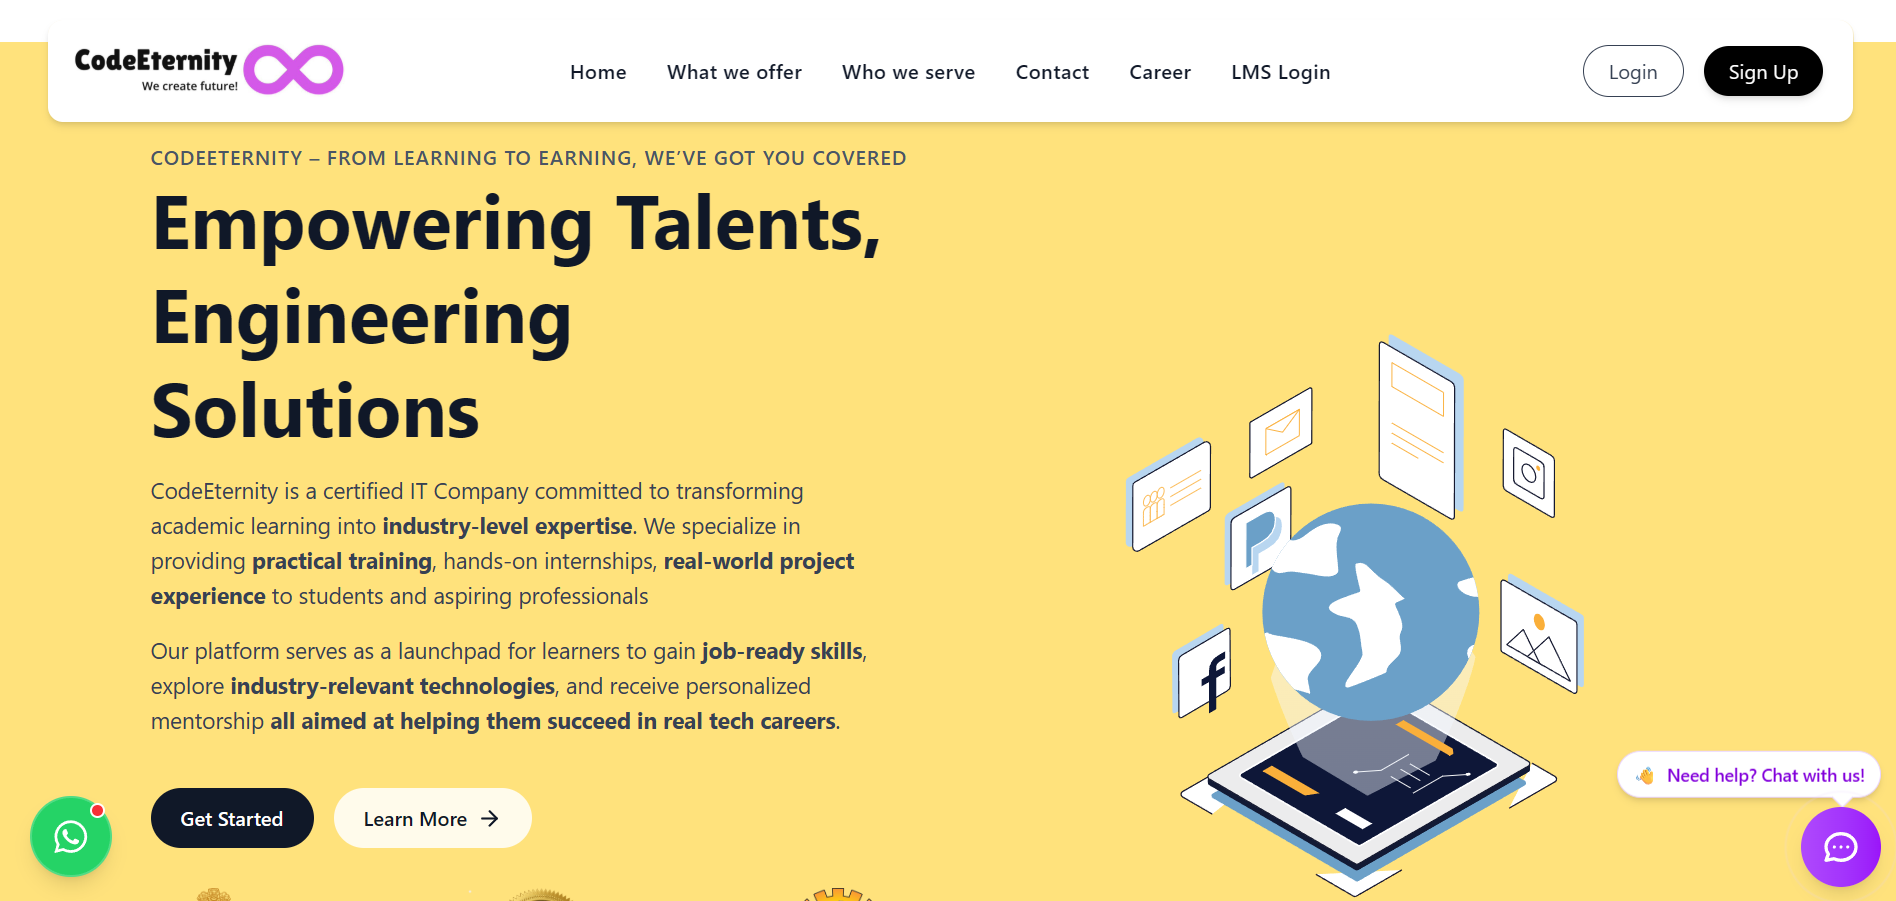 CodeEternity
We create future!
Home
What we offer
Who we serve
Contact
Career
LMS Login
Login
Sign Up
CODEETERNITY – FROM LEARNING TO EARNING, WE’VE GOT YOU COVERED
Empowering Talents,
Engineering
Solutions
CodeEternity is a certified IT Company committed to transforming
academic learning into industry-level expertise. We specialize in
providing practical training, hands-on internships, real-world project
experience to students and aspiring professionals
Our platform serves as a launchpad for learners to gain job-ready skills,
explore industry-relevant technologies, and receive personalized
mentorship all aimed at helping them succeed in real tech careers.
Get Started
Learn More
👋 Need help? Chat with us!